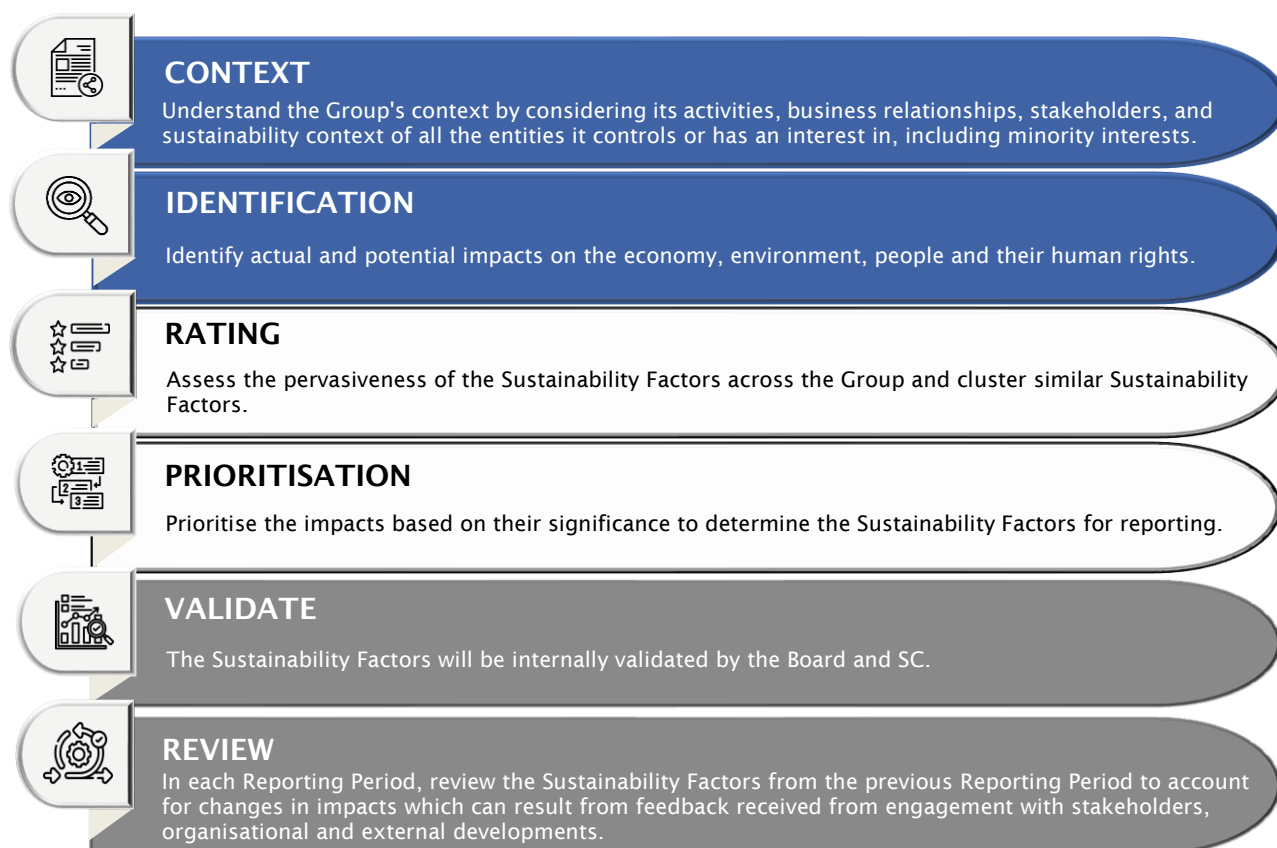 CONTEXT
Understand the Group's context by considering its activities, business relationships, stakeholders, and
sustainability context of all the entities it controls or has an interest in, including minority interests.
IDENTIFICATION
Identify actual and potential impacts on the economy, environment, people and their human rights.
RATING
Assess the pervasiveness of the Sustainability Factors across the Group and cluster similar Sustainability
Factors.
1
2
3
PRIORITISATION
Prioritise the impacts based on their significance to determine the Sustainability Factors for reporting.
VALIDATE
The Sustainability Factors will be internally validated by the Board and SC.
REVIEW
In each Reporting Period, review the Sustainability Factors from the previous Reporting Period to account
for changes in impacts which can result from feedback received from engagement with stakeholders,
organisational and external developments.